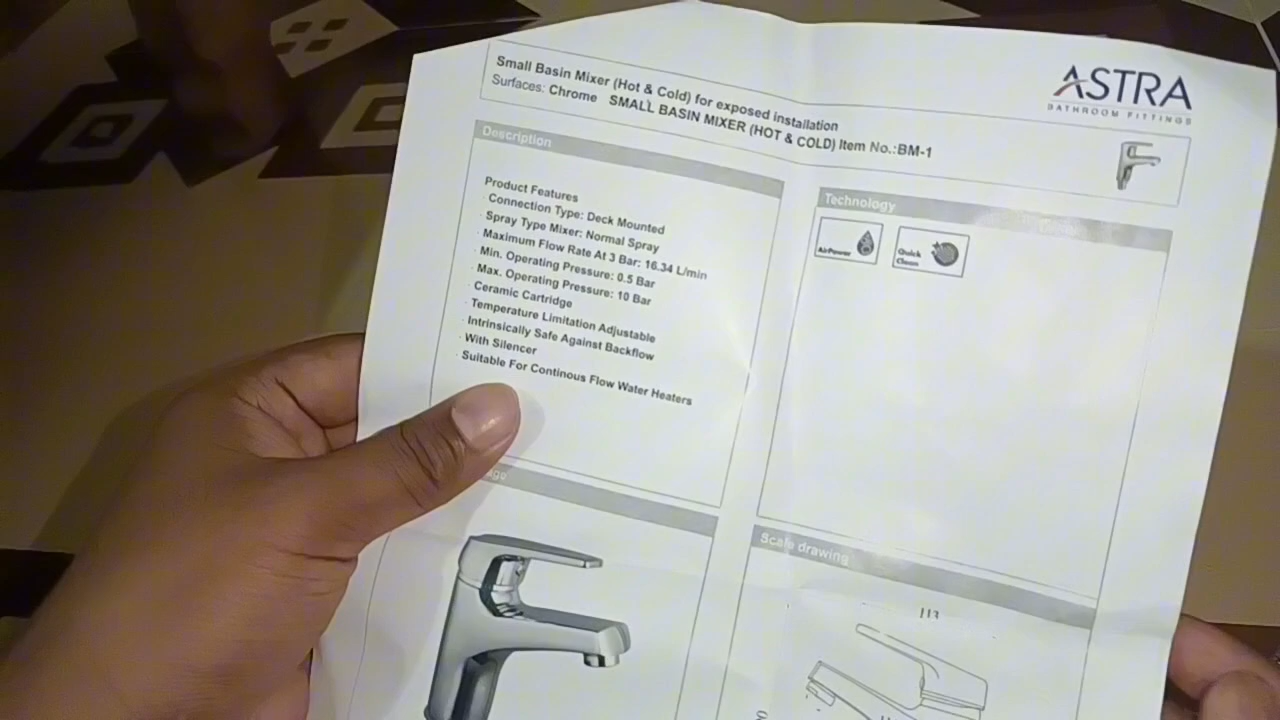 ASTRA
BATHROOM FITTINGS
Small Basin Mixer (Hot & Cold) for exposed installation
Surfaces: Chrome SMALL BASIN MIXER (HOT & COLD) Item No.:BM-1
Description
Product Features
· Connection Type: Deck Mounted
· Spray Type Mixer: Normal Spray
· Maximum Flow Rate At 3 Bar: 16.34 L/min
· Min. Operating Pressure: 0.5 Bar
· Max. Operating Pressure: 10 Bar
· Ceramic Cartridge
· Temperature Limitation Adjustable
· Intrinsically Safe Against Backflow
· With Silencer
· Suitable For Continous Flow Water Heaters
Technology
AirPower
Quick
Clean
Scale drawing
113